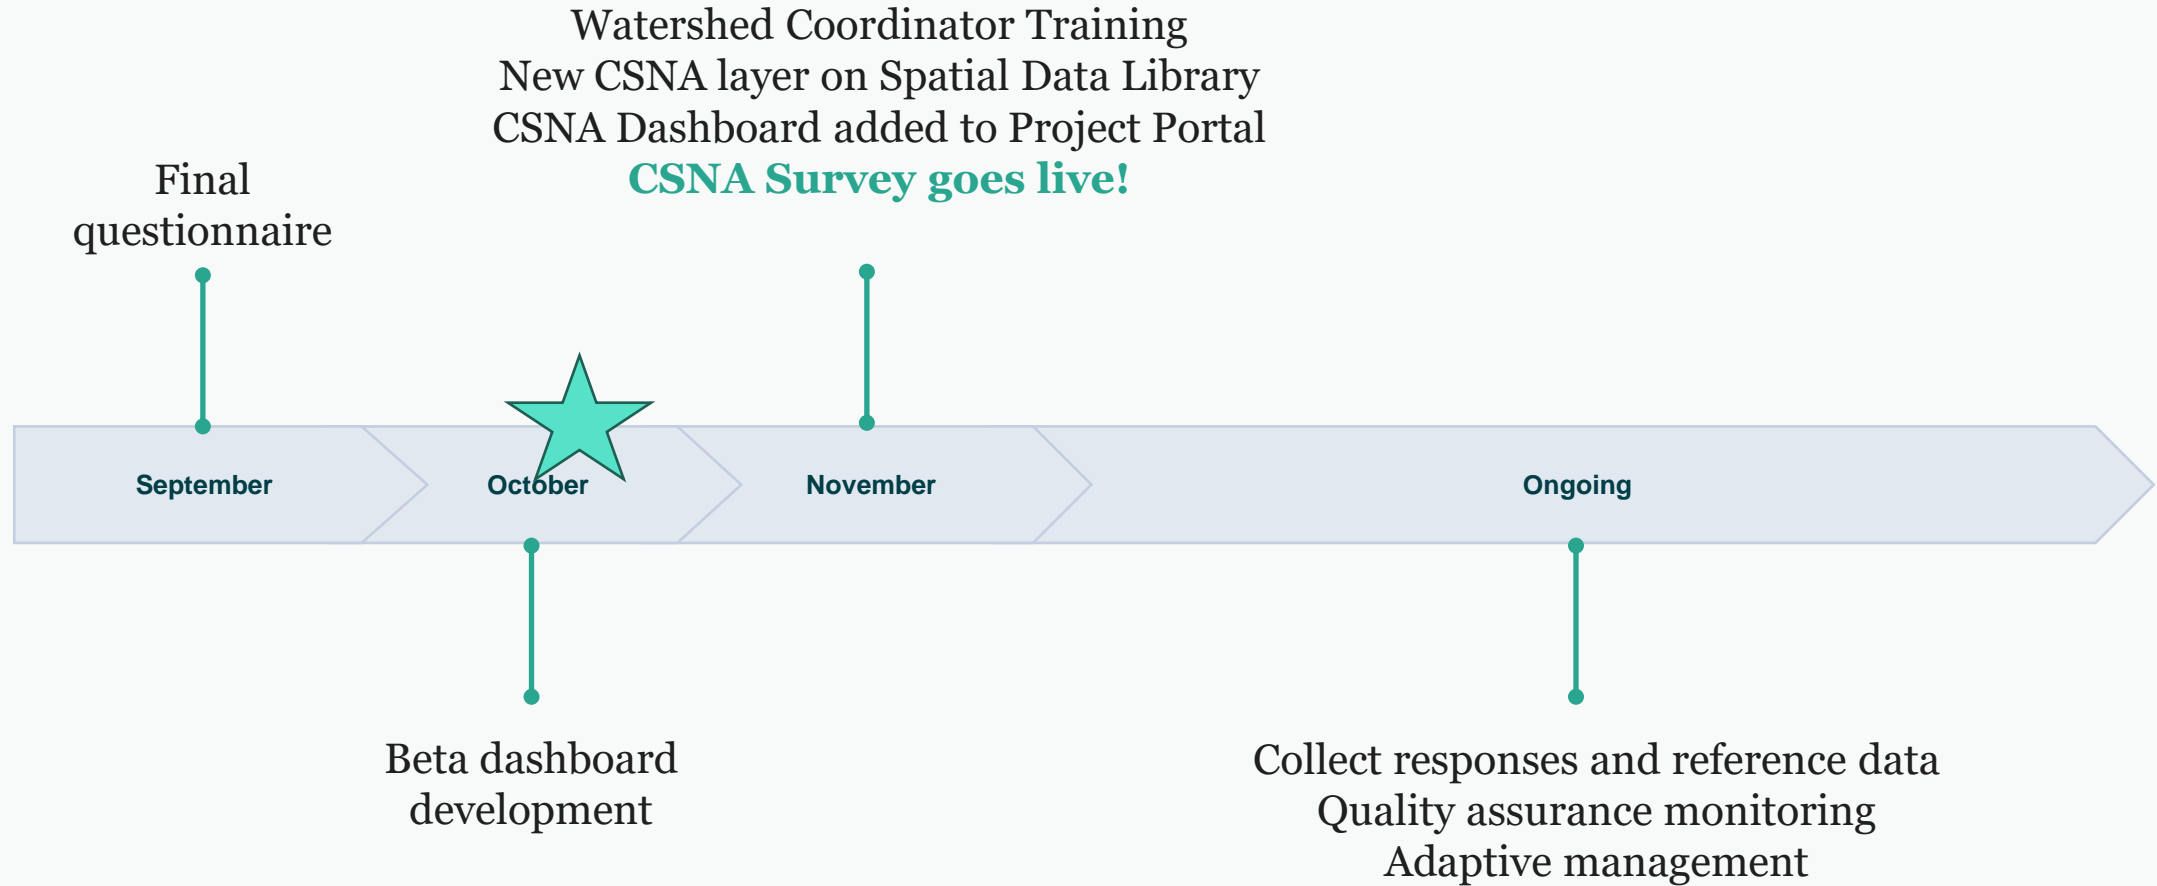 Watershed Coordinator Training
New CSNA layer on Spatial Data Library
CSNA Dashboard added to Project Portal
CSNA Survey goes live!
Final
questionnaire
September
October
November
Ongoing
Beta dashboard
development
Collect responses and reference data
Quality assurance monitoring
Adaptive management